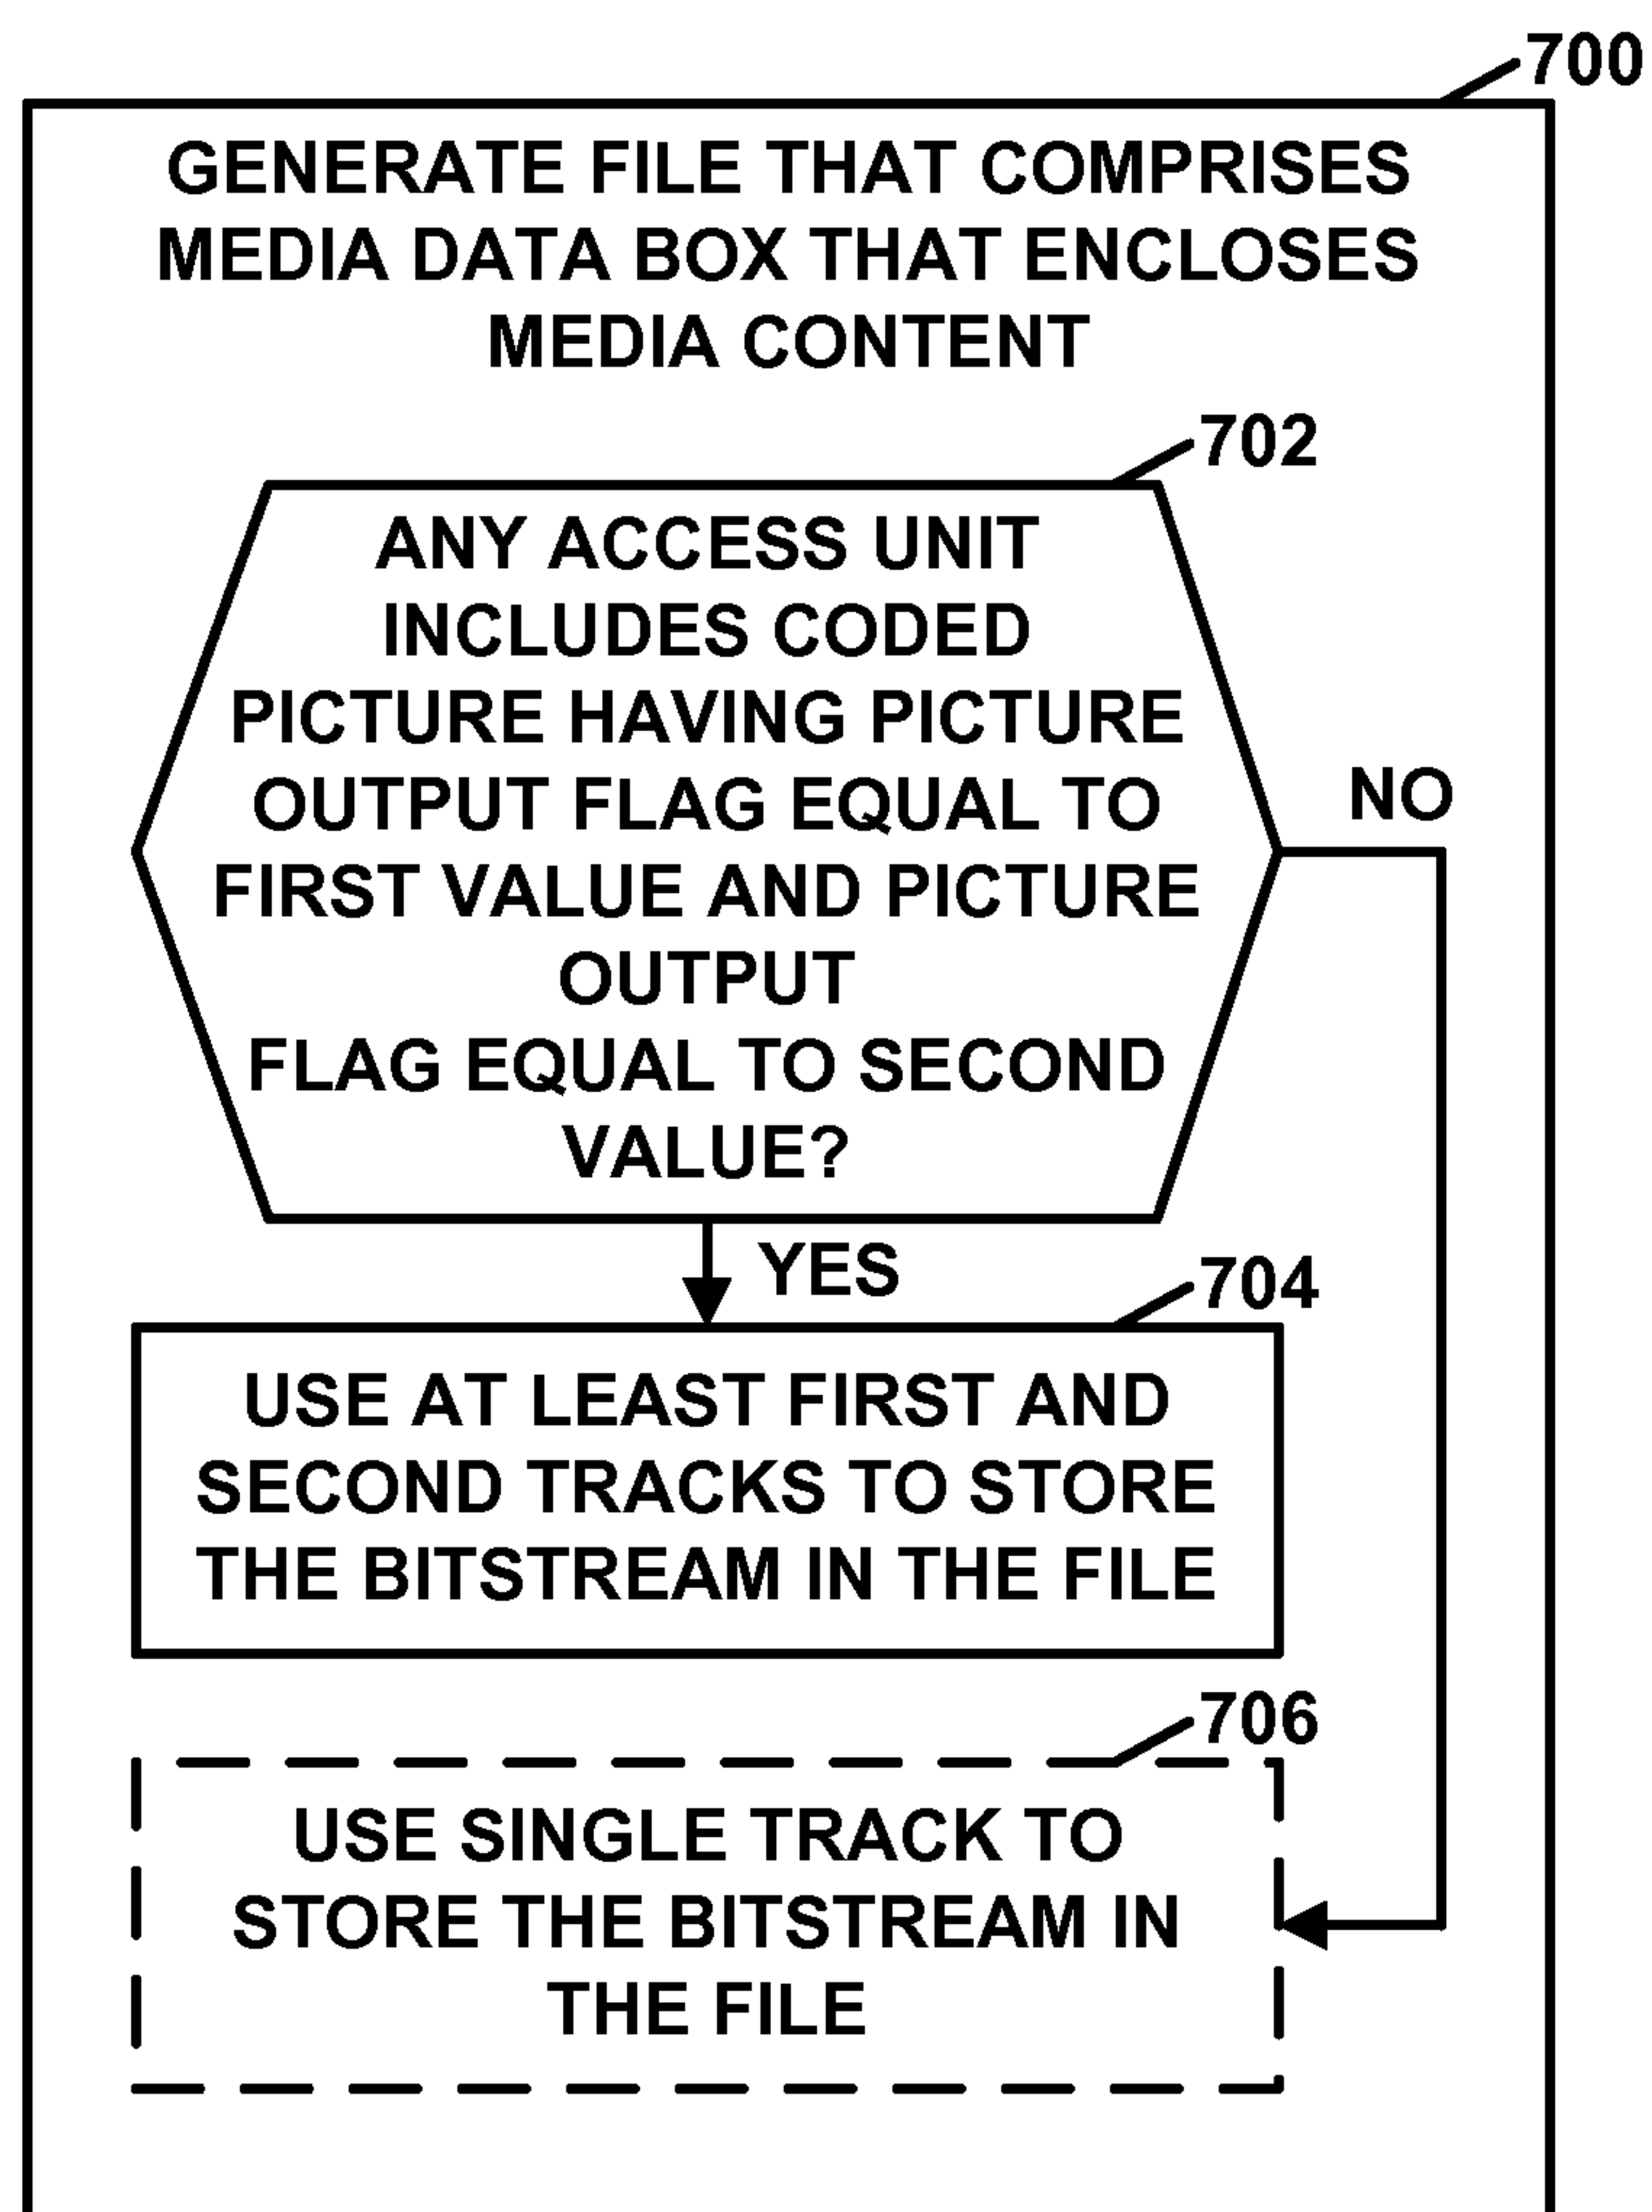 700
GENERATE FILE THAT COMPRISES
MEDIA DATA BOX THAT ENCLOSES
MEDIA CONTENT
702
ANY ACCESS UNIT
INCLUDES CODED
PICTURE HAVING PICTURE
OUTPUT FLAG EQUAL TO
FIRST VALUE AND PICTURE
OUTPUT
FLAG EQUAL TO SECOND
VALUE?
NO
YES
704
USE AT LEAST FIRST AND
SECOND TRACKS TO STORE
THE BITSTREAM IN THE FILE
706
USE SINGLE TRACK TO
STORE THE BITSTREAM IN
THE FILE